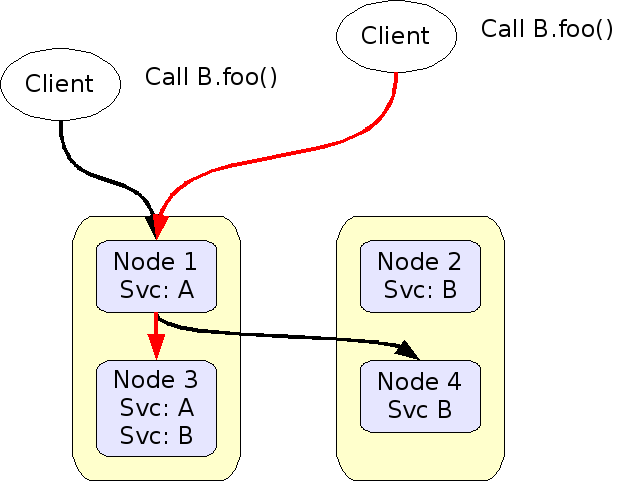 Client
Call B.foo()
Client
Call B.foo()
Node 1
Svc: A
Node 2
Svc: B
Node 3
Svc: A
Svc: B
Node 4
Svc B